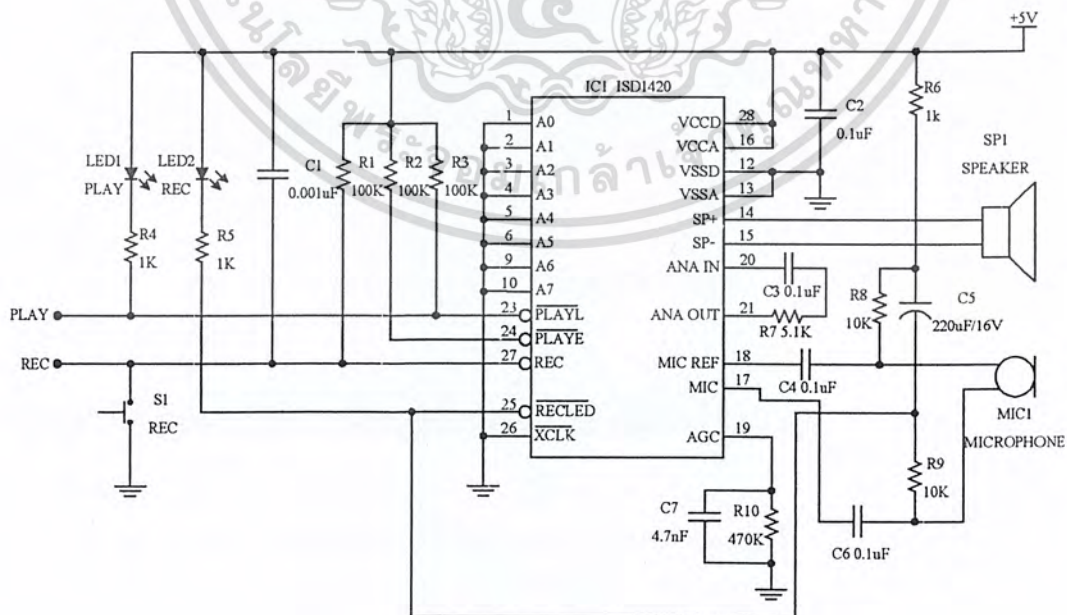 +5V
IC1 ISD1420
LED1
PLAY
LED2
REC
C1
0.001uF
R1
100K
R2
100K
R3
100K
R4
1K
R5
1K
PLAY
REC
S1
REC
1 A0
2 A1
3 A2
4 A3
5 A4
6 A5
9 A6
10 A7
23 PLAYL
24 PLAYE
27 REC
25 RECLED
26 XCLK
VCCD 28
VCCA 16
VSSD 12
VSSA 13
SP+ 14
SP- 15
ANA IN 20
ANA OUT 21
MIC REF 18
MIC 17
AGC 19
C2
0.1uF
R6
1k
SP1
SPEAKER
C3 0.1uF
R7 5.1K
R8
10K
C5
220uF/16V
C4 0.1uF
MIC1
MICROPHONE
R9
10K
C7
4.7nF
R10
470K
C6 0.1uF